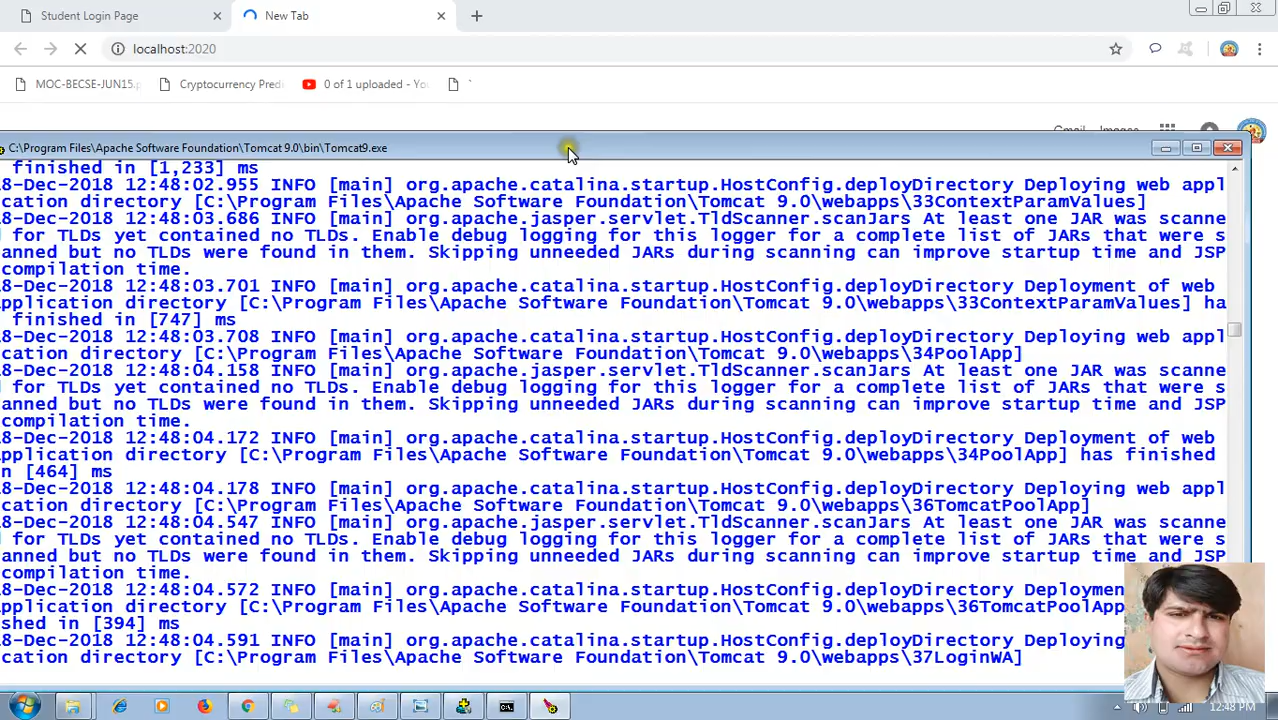 Student Login Page
New Tab
localhost:2020
MOC-BECSE-JUN15.p
Cryptocurrency Predi
0 of 1 uploaded - You
Gmail Images
C:\Program Files\Apache Software Foundation\Tomcat 9.0\bin\Tomcat9.exe
finished in [1,233] ms
8-Dec-2018 12:48:02.955 INFO [main] org.apache.catalina.startup.HostConfig.deployDirectory Deploying web appl
cation directory [C:\Program Files\Apache Software Foundation\Tomcat 9.0\webapps\33ContextParamValues]
8-Dec-2018 12:48:03.686 INFO [main] org.apache.jasper.servlet.TldScanner.scanJars At least one JAR was scanne
for TLDs yet contained no TLDs. Enable debug logging for this logger for a complete list of JARs that were s
anned but no TLDs were found in them. Skipping unneeded JARs during scanning can improve startup time and JSP
compilation time.
8-Dec-2018 12:48:03.701 INFO [main] org.apache.catalina.startup.HostConfig.deployDirectory Deployment of web
application directory [C:\Program Files\Apache Software Foundation\Tomcat 9.0\webapps\33ContextParamValues] ha
finished in [747] ms
8-Dec-2018 12:48:03.708 INFO [main] org.apache.catalina.startup.HostConfig.deployDirectory Deploying web appl
cation directory [C:\Program Files\Apache Software Foundation\Tomcat 9.0\webapps\34PoolApp]
8-Dec-2018 12:48:04.158 INFO [main] org.apache.jasper.servlet.TldScanner.scanJars At least one JAR was scanne
for TLDs yet contained no TLDs. Enable debug logging for this logger for a complete list of JARs that were s
anned but no TLDs were found in them. Skipping unneeded JARs during scanning can improve startup time and JSP
compilation time.
8-Dec-2018 12:48:04.172 INFO [main] org.apache.catalina.startup.HostConfig.deployDirectory Deployment of web
application directory [C:\Program Files\Apache Software Foundation\Tomcat 9.0\webapps\34PoolApp] has finished
in [464] ms
8-Dec-2018 12:48:04.178 INFO [main] org.apache.catalina.startup.HostConfig.deployDirectory Deploying web appl
cation directory [C:\Program Files\Apache Software Foundation\Tomcat 9.0\webapps\36TomcatPoolApp]
8-Dec-2018 12:48:04.547 INFO [main] org.apache.jasper.servlet.TldScanner.scanJars At least one JAR was scanne
for TLDs yet contained no TLDs. Enable debug logging for this logger for a complete list of JARs that were s
anned but no TLDs were found in them. Skipping unneeded JARs during scanning can improve startup time and JSP
compilation time.
8-Dec-2018 12:48:04.572 INFO [main] org.apache.catalina.startup.HostConfig.deployDirectory Deployment
application directory [C:\Program Files\Apache Software Foundation\Tomcat 9.0\webapps\36TomcatPoolApp
shed in [394] ms
8-Dec-2018 12:48:04.591 INFO [main] org.apache.catalina.startup.HostConfig.deployDirectory Deploying
cation directory [C:\Program Files\Apache Software Foundation\Tomcat 9.0\webapps\37LoginWA]
12:48 PM